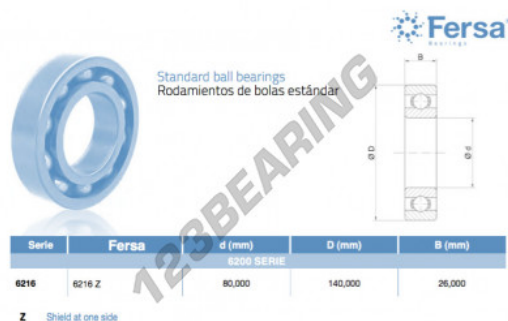 Fersa
Bearings
Standard ball bearings
Rodamientos de bolas estándar
B
Ø D
Ø d
123BEARING
Serie Fersa d (mm) D (mm) B (mm)
6200 SERIE
6216 6216 Z 80,000 140,000 26,000
Z Shield at one side